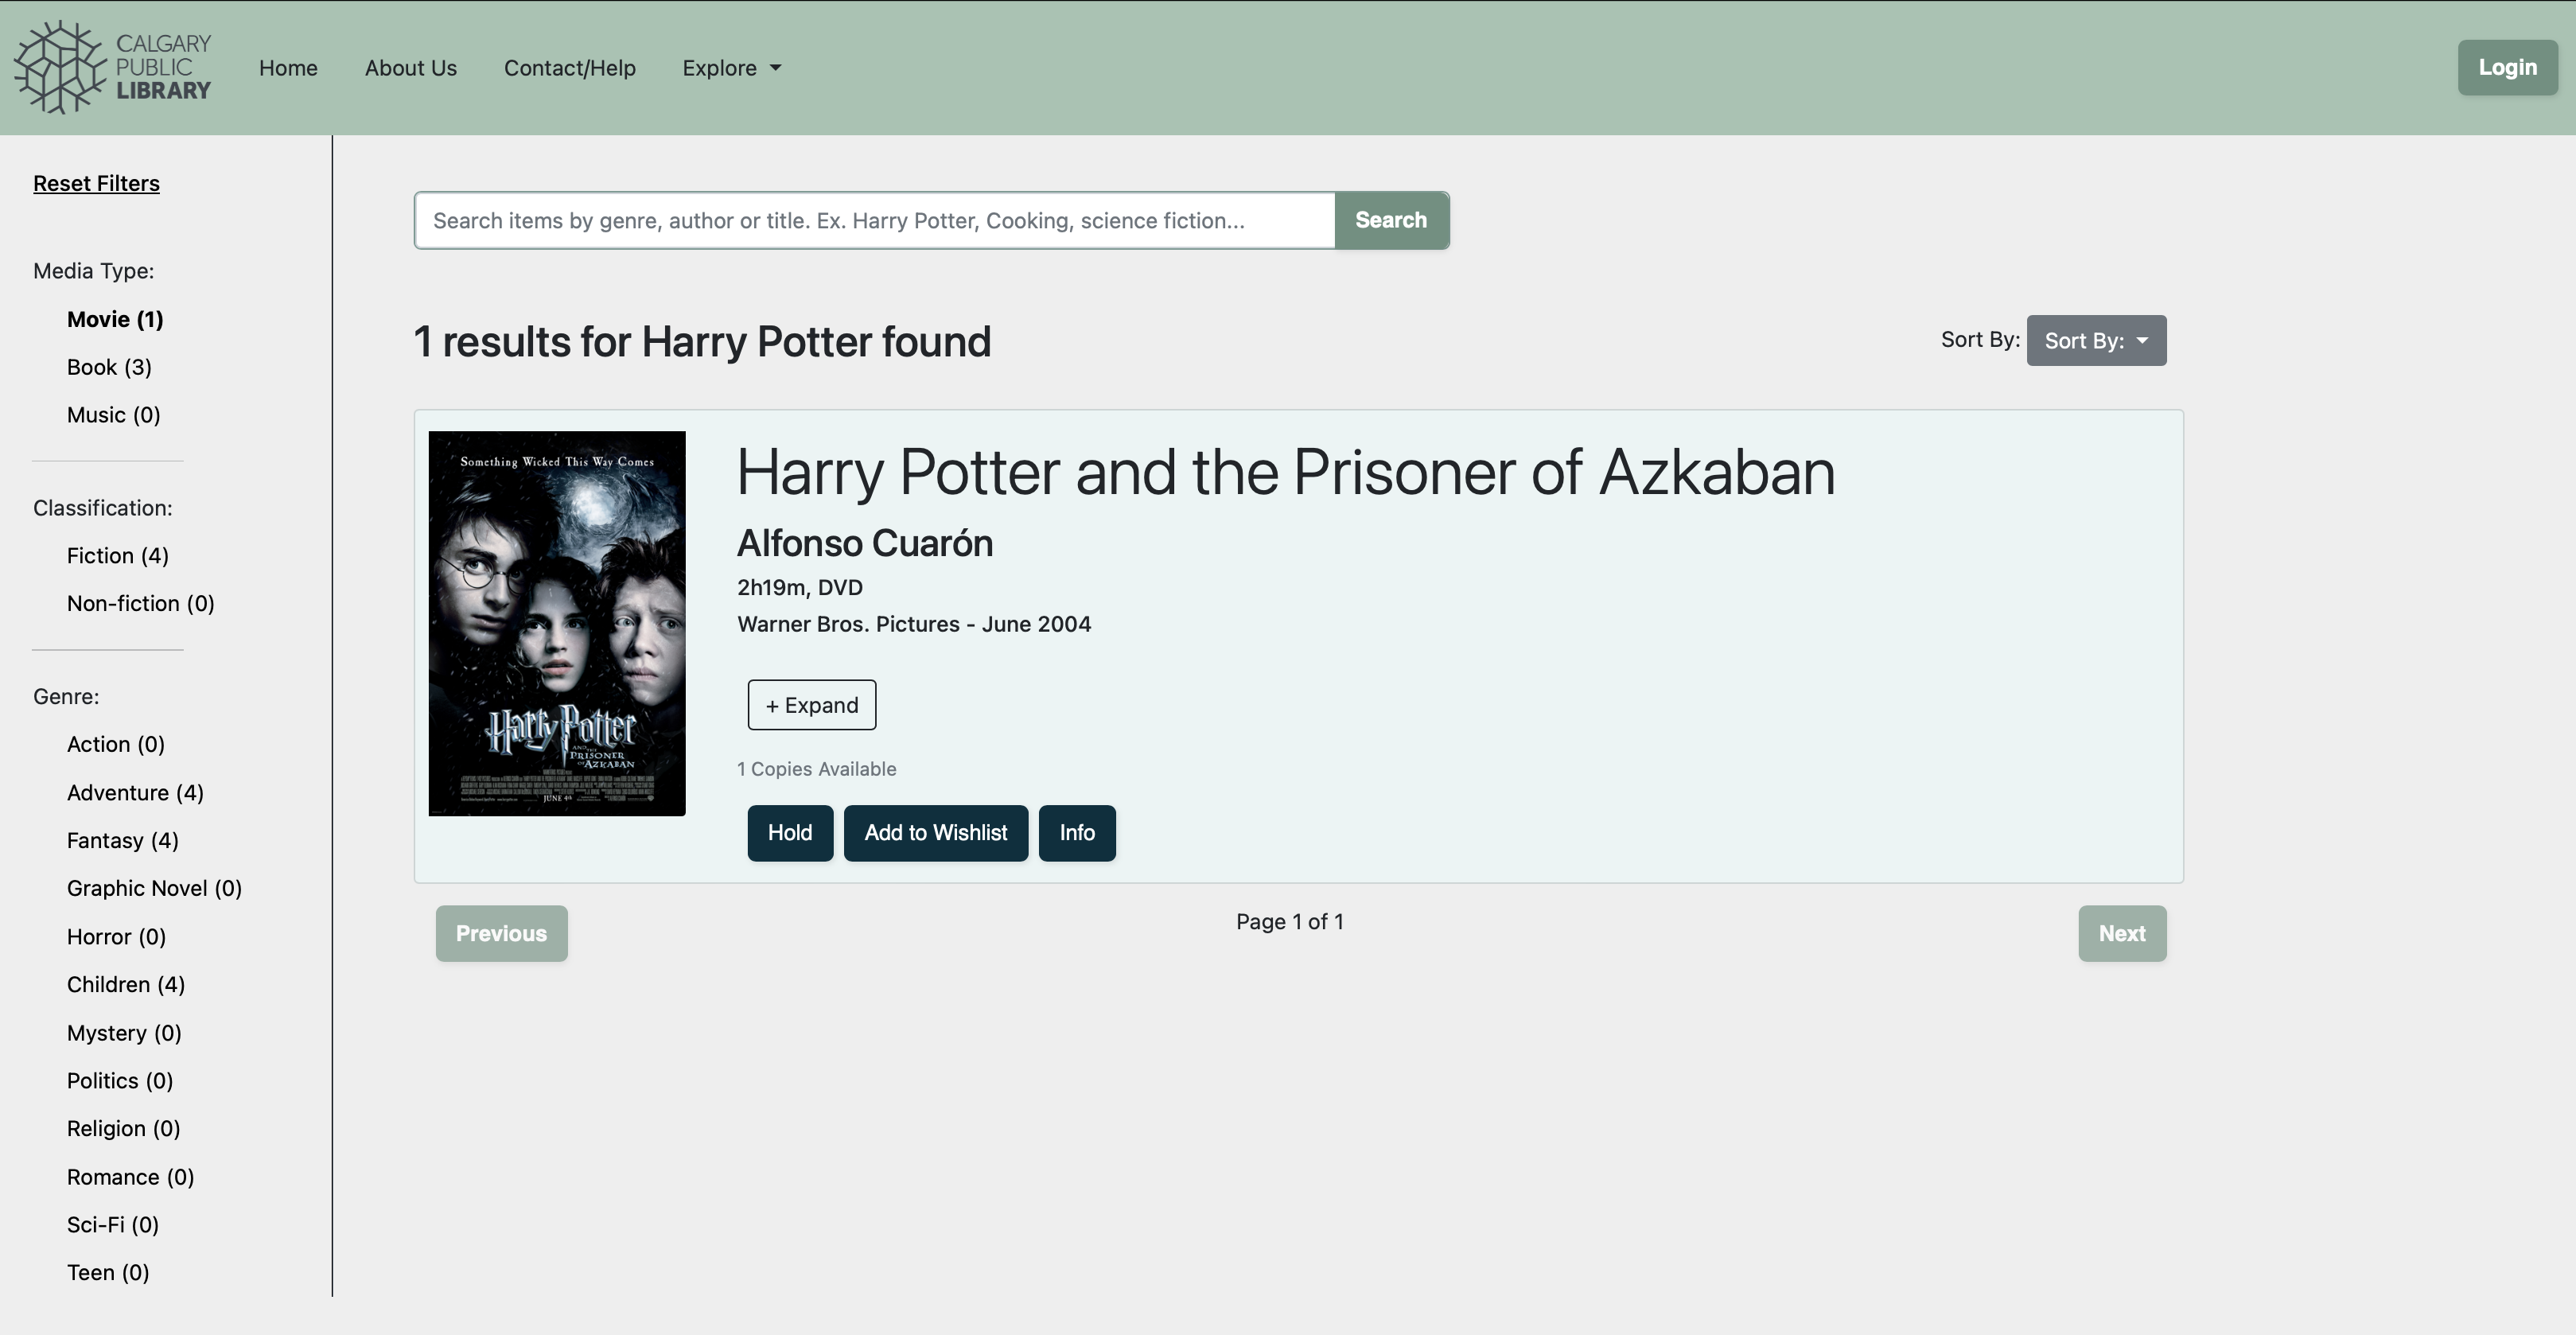 CALGARY
PUBLIC
LIBRARY
Home
About Us
Contact/Help
Explore
Login
Reset Filters
Media Type:
Movie (1)
Book (3)
Music (0)
Classification:
Fiction (4)
Non-fiction (0)
Genre:
Action (0)
Adventure (4)
Fantasy (4)
Graphic Novel (0)
Horror (0)
Children (4)
Mystery (0)
Politics (0)
Religion (0)
Romance (0)
Sci-Fi (0)
Teen (0)
Search items by genre, author or title. Ex. Harry Potter, Cooking, science fiction...
Search
1 results for Harry Potter found
Sort By:
Sort By:
Something Wicked This Way Comes
Harry Potter
AND THE
PRISONER
OF AZKABAN
JUNE 4th
Harry Potter and the Prisoner of Azkaban
Alfonso Cuarón
2h19m, DVD
Warner Bros. Pictures - June 2004
+ Expand
1 Copies Available
Hold
Add to Wishlist
Info
Previous
Page 1 of 1
Next